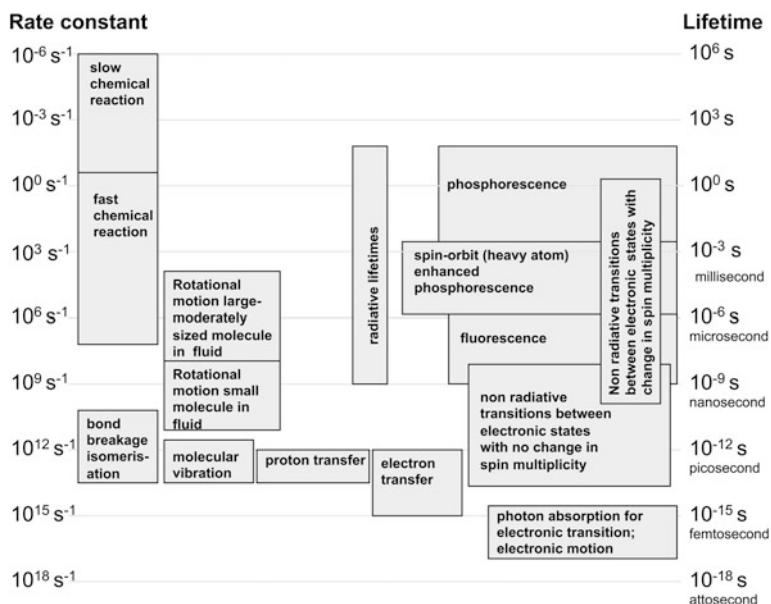 Rate constant
Lifetime
10⁻⁶ s⁻¹
10⁶ s
slow
chemical
reaction
10⁻³ s⁻¹
10³ s
10⁰ s⁻¹
10⁰ s
fast
chemical
reaction
radiative lifetimes
phosphorescence
Non radiative transitions
between electronic states with
change in spin multiplicity
10³ s⁻¹
10⁻³ s
millisecond
spin-orbit (heavy atom)
enhanced
phosphorescence
Rotational
motion large-
moderately
sized molecule
in fluid
10⁶ s⁻¹
10⁻⁶ s
microsecond
fluorescence
Rotational
motion small
molecule in
fluid
10⁹ s⁻¹
10⁻⁹ s
nanosecond
non radiative
transitions between
electronic states
with no change in
spin multiplicity
bond
breakage
isomeris-
ation
10¹² s⁻¹
10⁻¹² s
picosecond
molecular
vibration
proton transfer
electron
transfer
10¹⁵ s⁻¹
10⁻¹⁵ s
femtosecond
photon absorption for
electronic transition;
electronic motion
10¹⁸ s⁻¹
10⁻¹⁸ s
attosecond